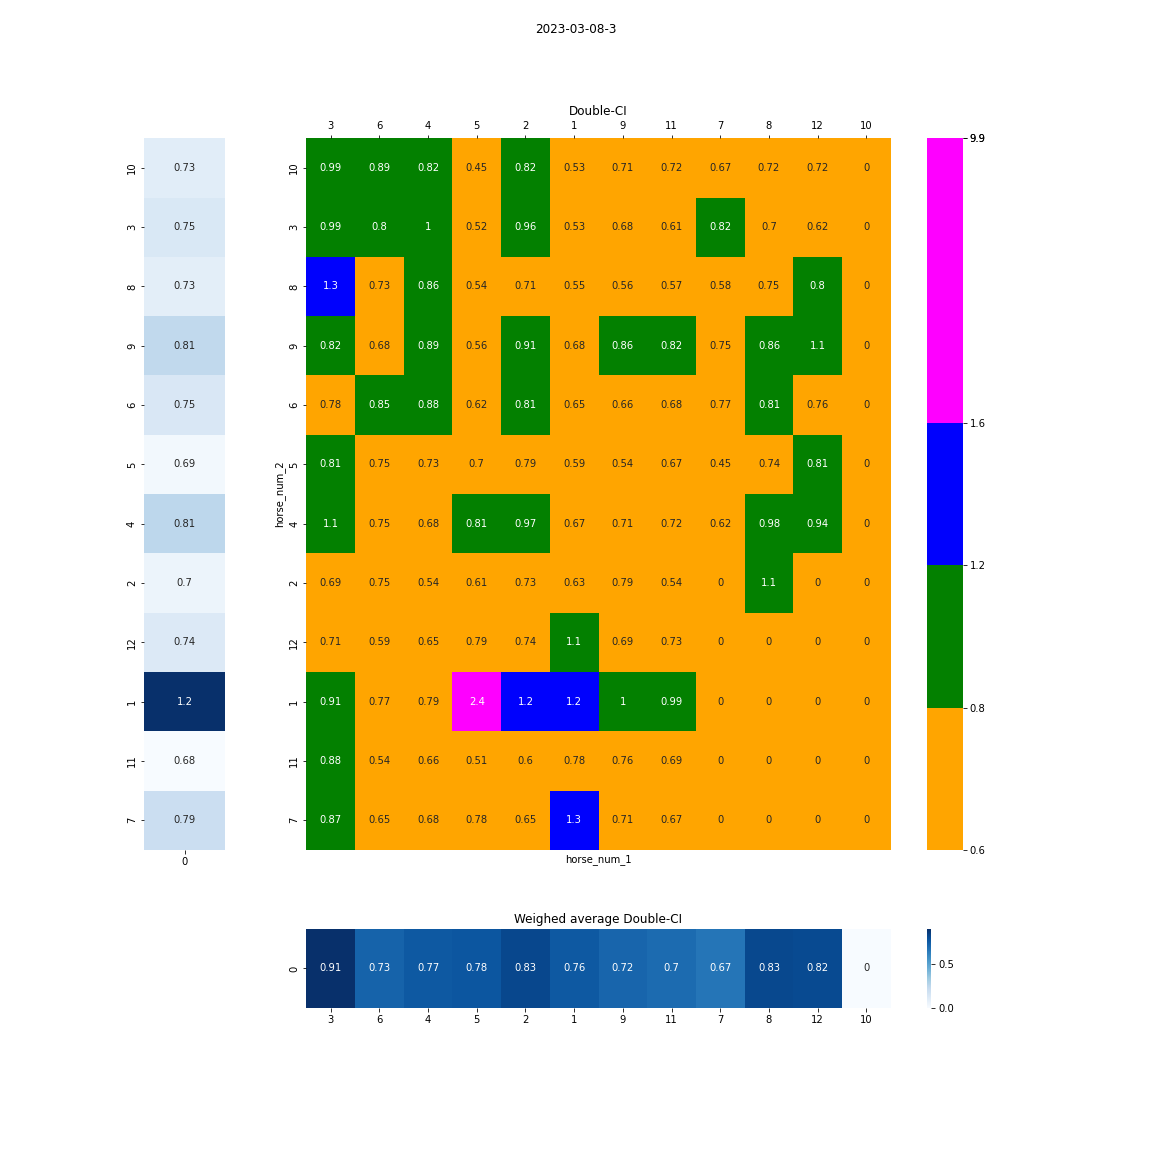 2023-03-08-3
Double-CI
3 6 4 5 2 1 9 11 7 8 12 10
9.9
10 0.73 10 0.99 0.89 0.82 0.45 0.82 0.53 0.71 0.72 0.67 0.72 0.72 0
3 0.75 3 0.99 0.8 1 0.52 0.96 0.53 0.68 0.61 0.82 0.7 0.62 0
8 0.73 8 1.3 0.73 0.86 0.54 0.71 0.55 0.56 0.57 0.58 0.75 0.8 0
9 0.81 9 0.82 0.68 0.89 0.56 0.91 0.68 0.86 0.82 0.75 0.86 1.1 0
6 0.75 6 0.78 0.85 0.88 0.62 0.81 0.65 0.66 0.68 0.77 0.81 0.76 0
1.6
5 0.69 5 0.81 0.75 0.73 0.7 0.79 0.59 0.54 0.67 0.45 0.74 0.81 0
horse_num_2
4 0.81 4 1.1 0.75 0.68 0.81 0.97 0.67 0.71 0.72 0.62 0.98 0.94 0
1.2
2 0.7 2 0.69 0.75 0.54 0.61 0.73 0.63 0.79 0.54 0 1.1 0 0
12 0.74 12 0.71 0.59 0.65 0.79 0.74 1.1 0.69 0.73 0 0 0 0
1 1.2 1 0.91 0.77 0.79 2.4 1.2 1.2 1 0.99 0 0 0 0
0.8
11 0.68 11 0.88 0.54 0.66 0.51 0.6 0.78 0.76 0.69 0 0 0 0
7 0.79 7 0.87 0.65 0.68 0.78 0.65 1.3 0.71 0.67 0 0 0 0
0.6
0 horse_num_1
Weighed average Double-CI
0 0.91 0.73 0.77 0.78 0.83 0.76 0.72 0.7 0.67 0.83 0.82 0 0.5
0.0
3 6 4 5 2 1 9 11 7 8 12 10